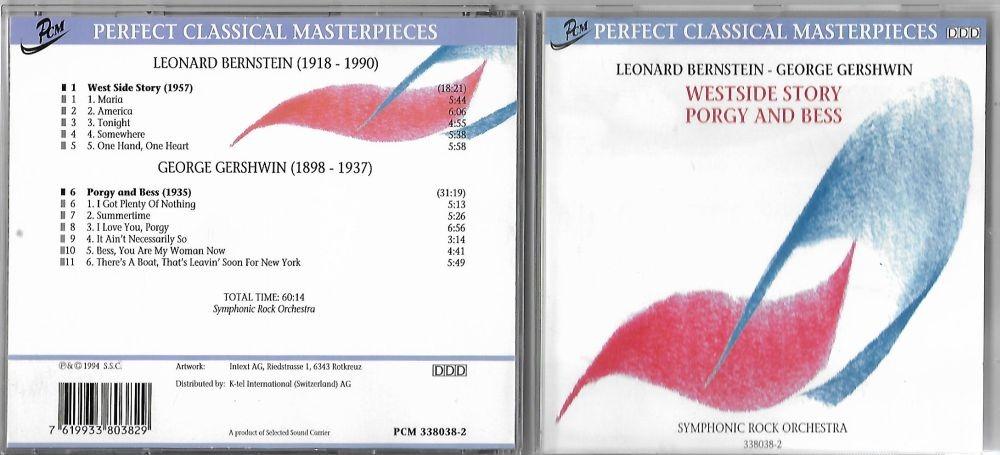 PCM PERFECT CLASSICAL MASTERPIECES
LEONARD BERNSTEIN (1918 - 1990)
1 West Side Story (1957) (18:21)
1 1. Maria 5:44
2 2. America 6:06
3 3. Tonight 4:55
4 4. Somewhere 5:38
5 5. One Hand, One Heart 5:58
GEORGE GERSHWIN (1898 - 1937)
6 Porgy and Bess (1935) (31:19)
6 1. I Got Plenty Of Nothing 5:13
7 2. Summertime 5:26
8 3. I Love You, Porgy 6:56
9 4. It Ain't Necessarily So 3:14
10 5. Bess, You Are My Woman Now 4:41
11 6. There's A Boat, That's Leavin' Soon For New York 5:49
TOTAL TIME: 60:14
Symphonic Rock Orchestra
℗ & © 1994 S.S.C. Artwork: Intext AG, Riedstrasse 1, 6343 Rotkreuz DDD
Distributed by: K-tel International (Switzerland) AG
7 619933 803829 A product of Selected Sound Carrier PCM 338038-2
PCM PERFECT CLASSICAL MASTERPIECES DDD
LEONARD BERNSTEIN - GEORGE GERSHWIN
WESTSIDE STORY
PORGY AND BESS
SYMPHONIC ROCK ORCHESTRA
338038-2